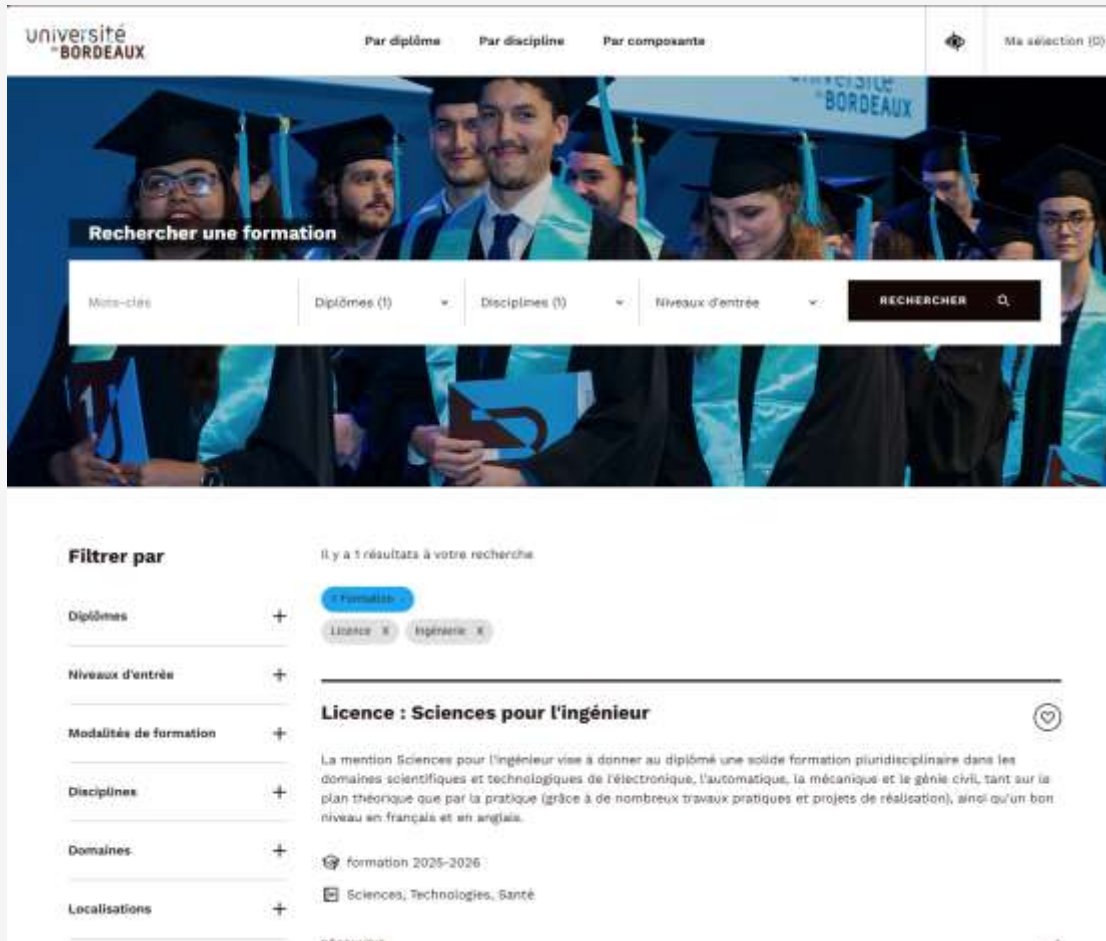 université
de BORDEAUX
Par diplôme
Par discipline
Par composante
Ma sélection (0)
université
de BORDEAUX
Rechercher une formation
Mots-clés
Diplômes (1)
Disciplines (1)
Niveaux d'entrée
RECHERCHER
Filtrer par
Diplômes
Niveaux d'entrée
Modalités de formation
Disciplines
Domaines
Localisations
Il y a 1 résultats à votre recherche
1 Formation
Licence X
Ingénierie X
Licence : Sciences pour l'ingénieur
La mention Sciences pour l'ingénieur vise à donner au diplômé une solide formation pluridisciplinaire dans les
domaines scientifiques et technologiques de l'électronique, l'automatique, la mécanique et le génie civil, tant sur le
plan théorique que par la pratique (grâce à de nombreux travaux pratiques et projets de réalisation), ainsi qu'un bon
niveau en français et en anglais.
formation 2025-2026
Sciences, Technologies, Santé